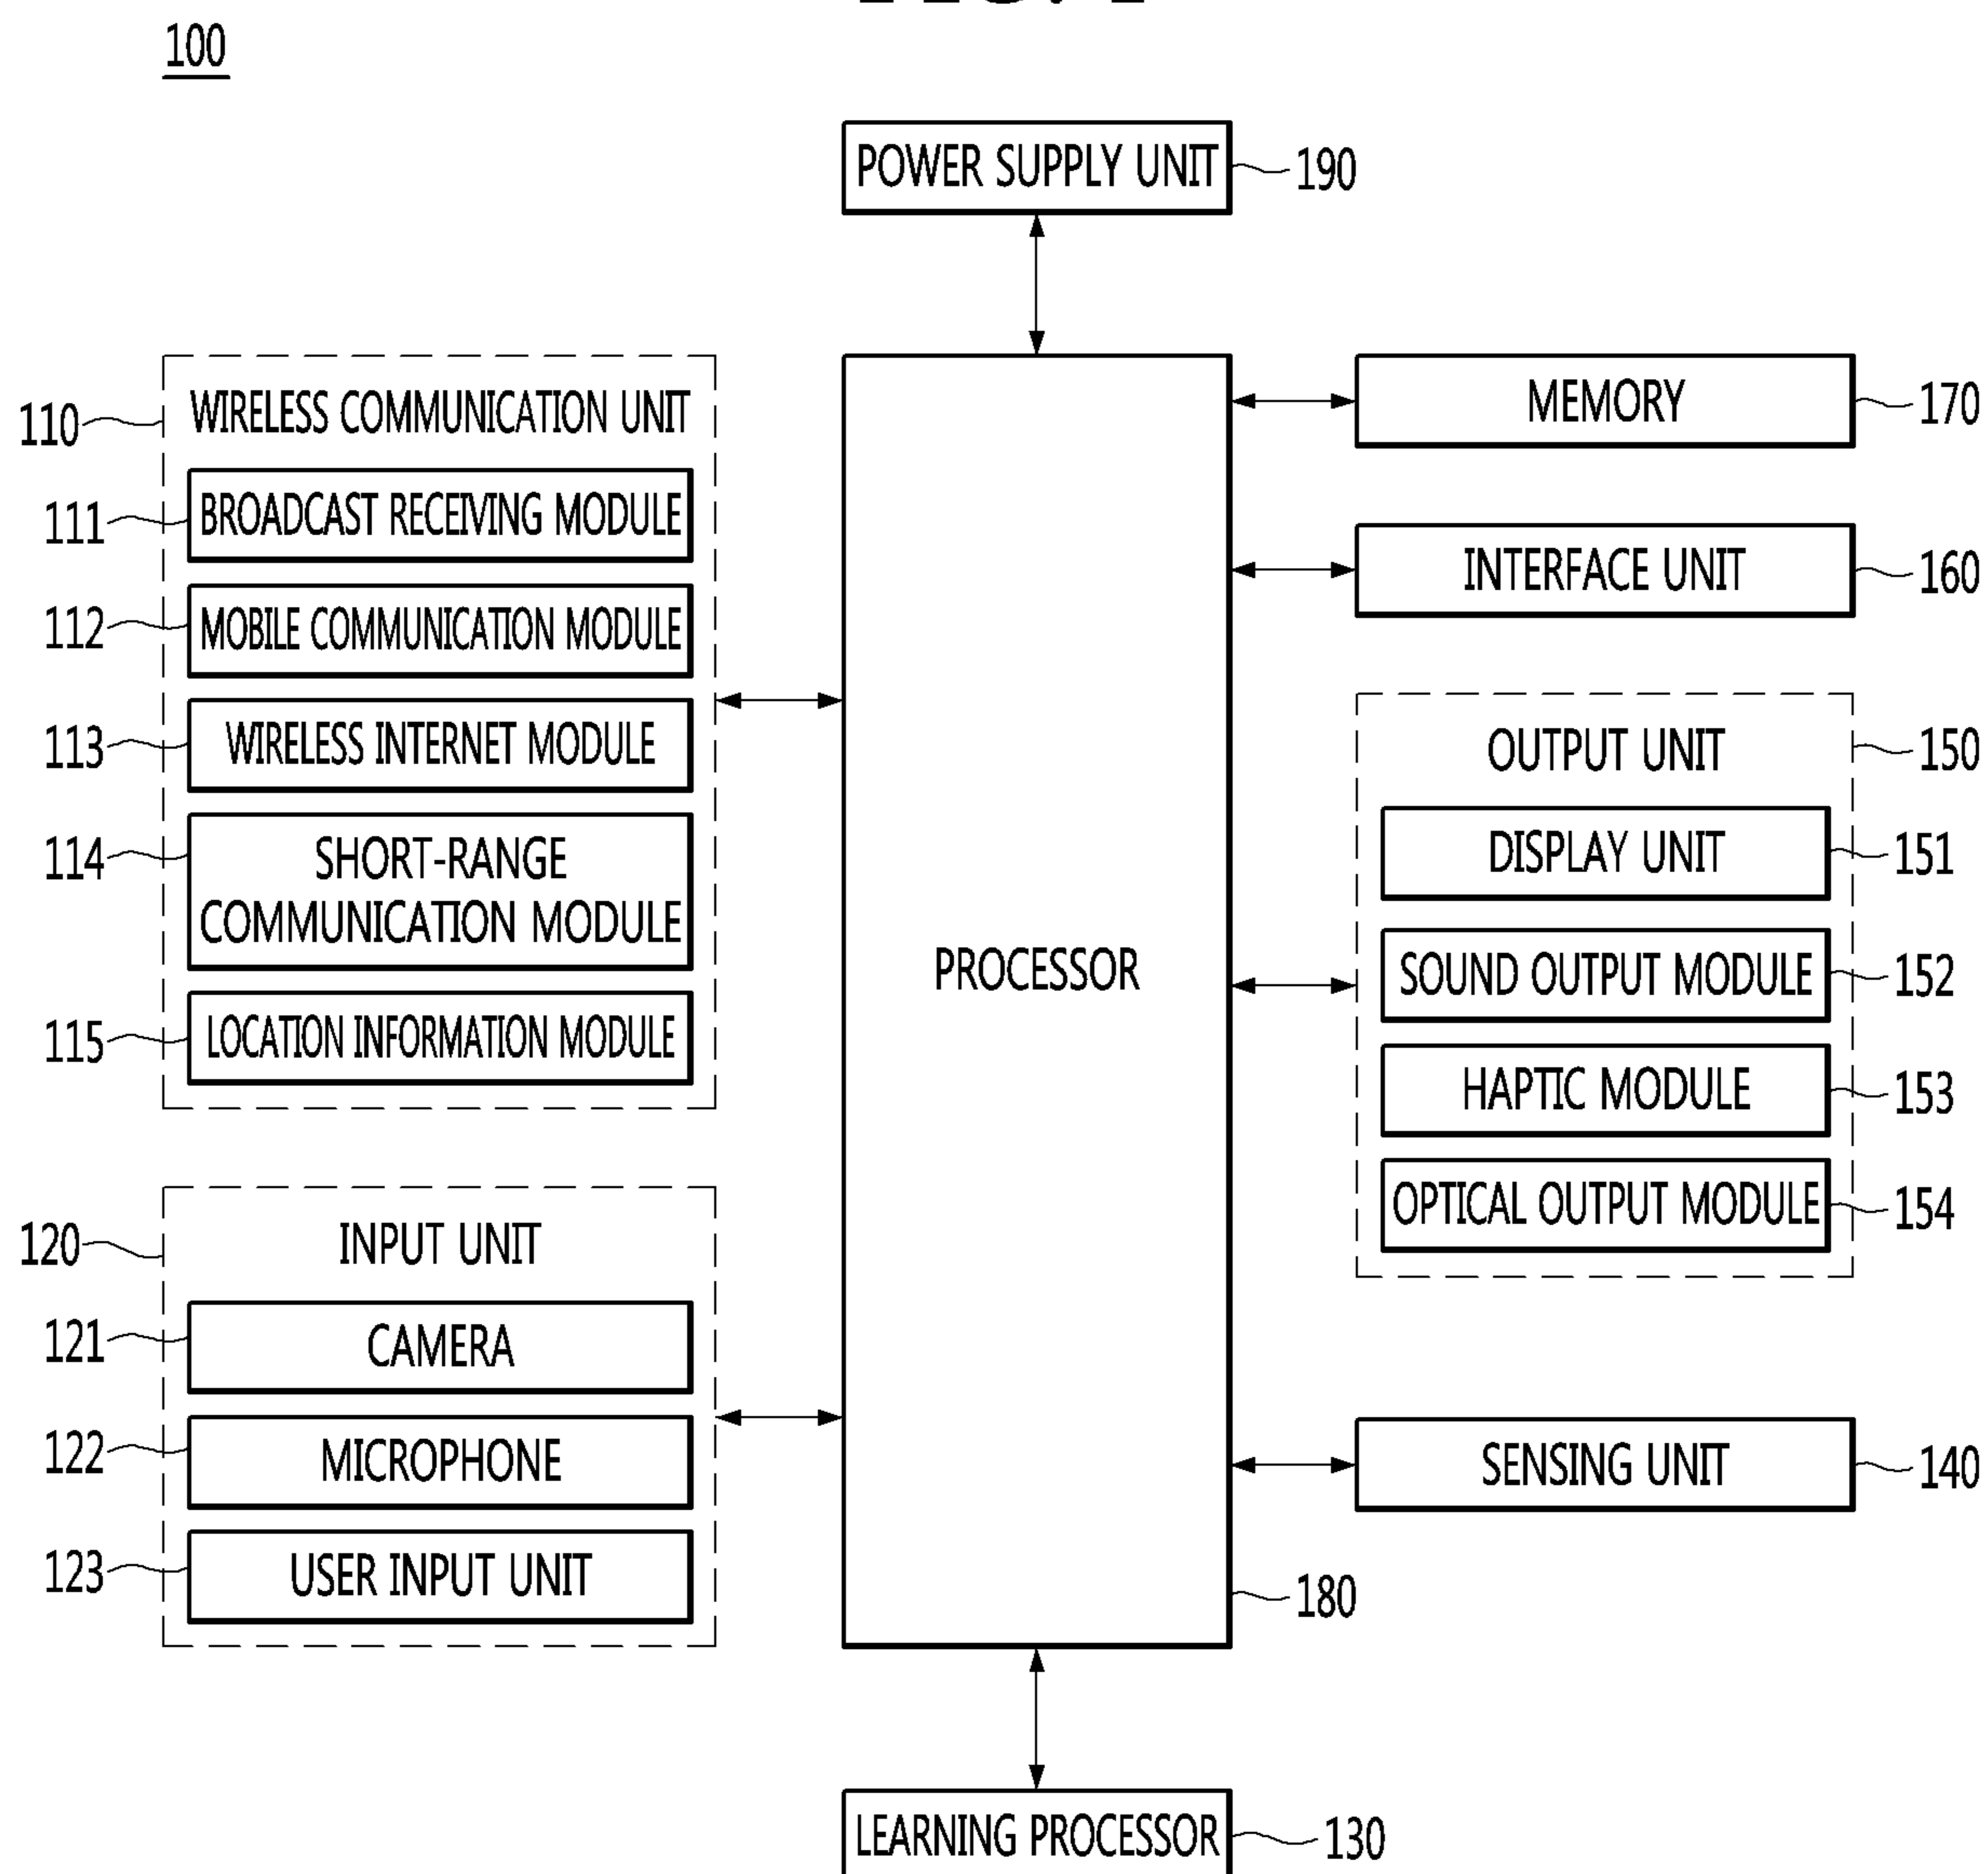 100
POWER SUPPLY UNIT
190
110
WIRELESS COMMUNICATION UNIT
111
BROADCAST RECEIVING MODULE
112
MOBILE COMMUNICATION MODULE
113
WIRELESS INTERNET MODULE
114
SHORT-RANGE
COMMUNICATION MODULE
115
LOCATION INFORMATION MODULE
120
INPUT UNIT
121
CAMERA
122
MICROPHONE
123
USER INPUT UNIT
PROCESSOR
180
MEMORY
170
INTERFACE UNIT
160
OUTPUT UNIT
150
DISPLAY UNIT
151
SOUND OUTPUT MODULE
152
HAPTIC MODULE
153
OPTICAL OUTPUT MODULE
154
SENSING UNIT
140
LEARNING PROCESSOR
130